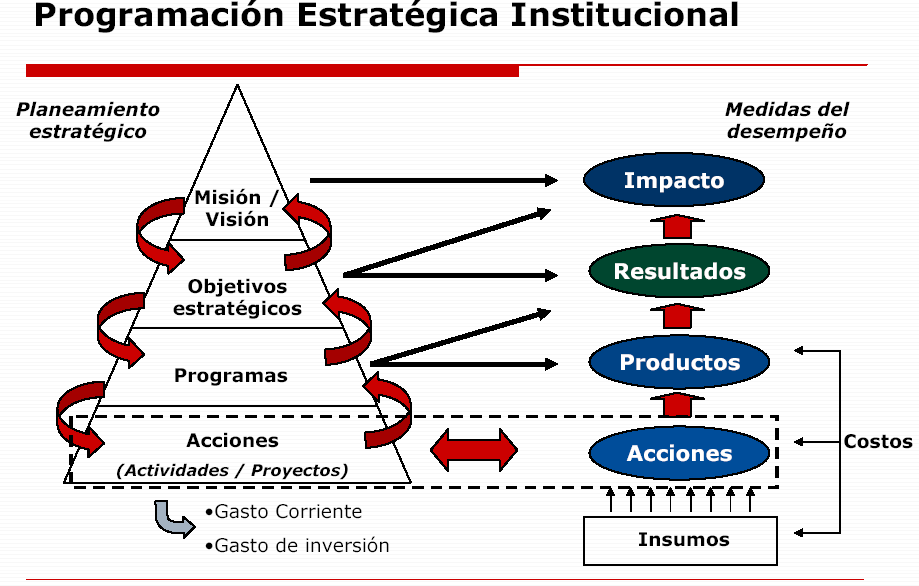 Programación Estratégica Institucional
Planeamiento
estratégico
Medidas del
desempeño
Misión /
Visión
Impacto
Objetivos
estratégicos
Resultados
Programas
Productos
Acciones
(Actividades / Proyectos)
Acciones
Costos
•Gasto Corriente
•Gasto de inversión
Insumos